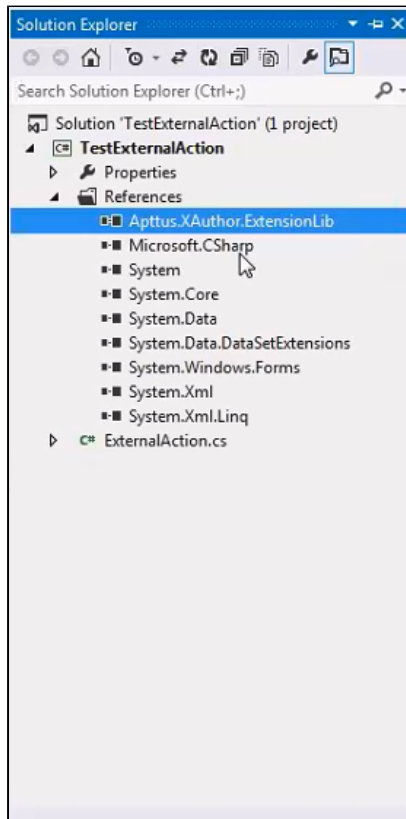 Solution Explorer
Search Solution Explorer (Ctrl+;)
Solution 'TestExternalAction' (1 project)
C# TestExternalAction
Properties
References
Apttus.XAuthor.ExtensionLib
Microsoft.CSharp
System
System.Core
System.Data
System.Data.DataSetExtensions
System.Windows.Forms
System.Xml
System.Xml.Linq
C# ExternalAction.cs